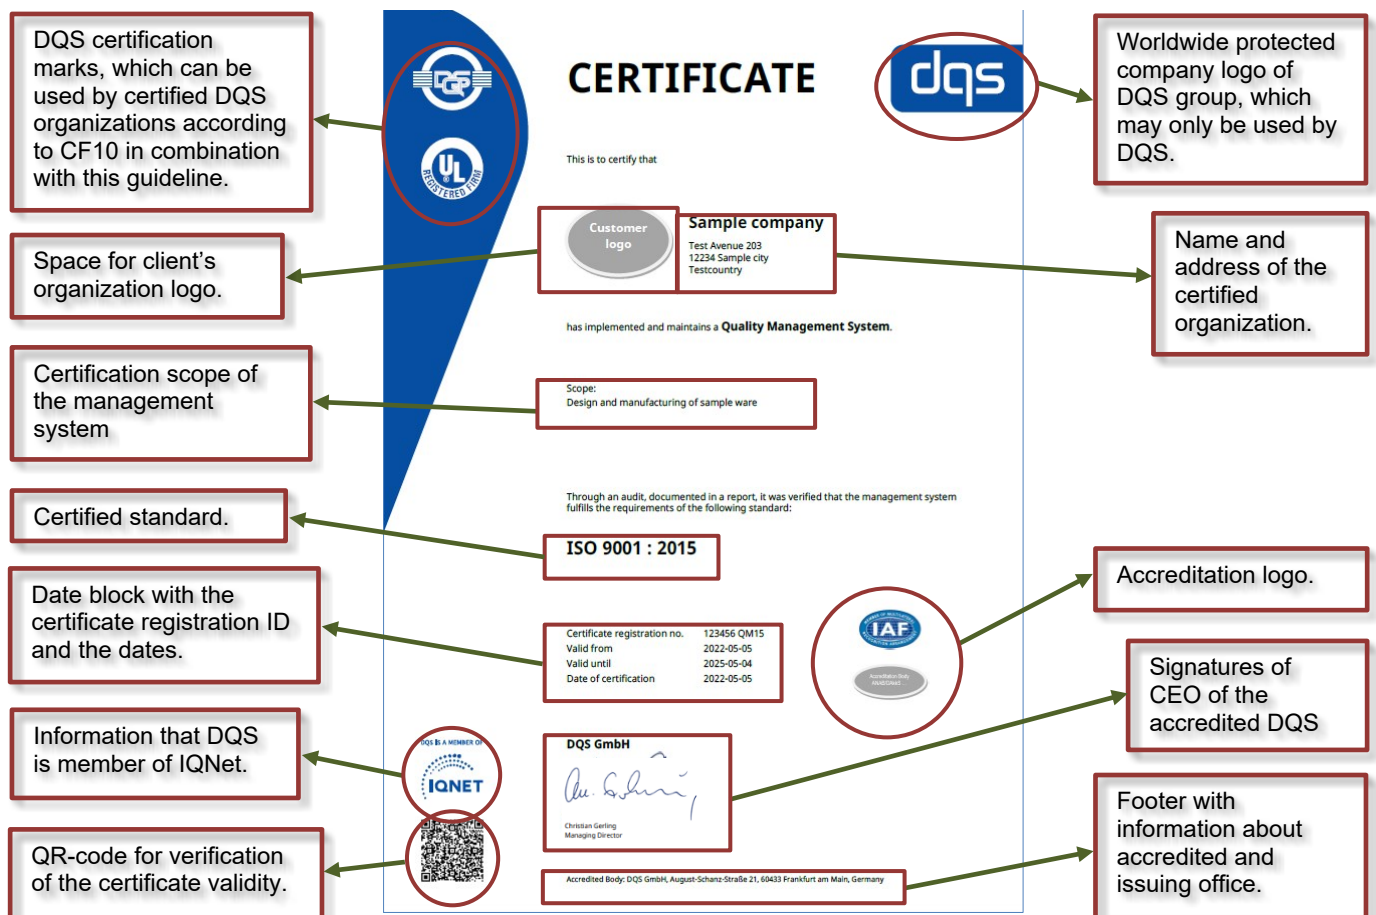 DQS certification
marks, which can be
used by certified DQS
organizations according
to CF10 in combination
with this guideline.
Space for client’s
organization logo.
Certification scope of
the management
system
Certified standard.
Date block with the
certificate registration ID
and the dates.
Information that DQS
is member of IQNet.
QR-code for verification
of the certificate validity.
DQS
UL
REGISTERED FIRM
CERTIFICATE
dqs
This is to certify that
Customer
logo
Sample company
Test Avenue 203
12234 Sample city
Testcountry
has implemented and maintains a Quality Management System.
Scope:
Design and manufacturing of sample ware
Through an audit, documented in a report, it was verified that the management system
fulfills the requirements of the following standard:
ISO 9001 : 2015
Certificate registration no. 123456 QM15
Valid from 2022-05-05
Valid until 2025-05-04
Date of certification 2022-05-05
IAF
Accreditation Body
DQS IS A MEMBER OF
IQNET
DQS GmbH
Christian Gerling
Managing Director
Accredited Body: DQS GmbH, August-Schanz-Straße 21, 60433 Frankfurt am Main, Germany
Worldwide protected
company logo of
DQS group, which
may only be used by
DQS.
Name and
address of the
certified
organization.
Accreditation logo.
Signatures of
CEO of the
accredited DQS
Footer with
information about
accredited and
issuing office.